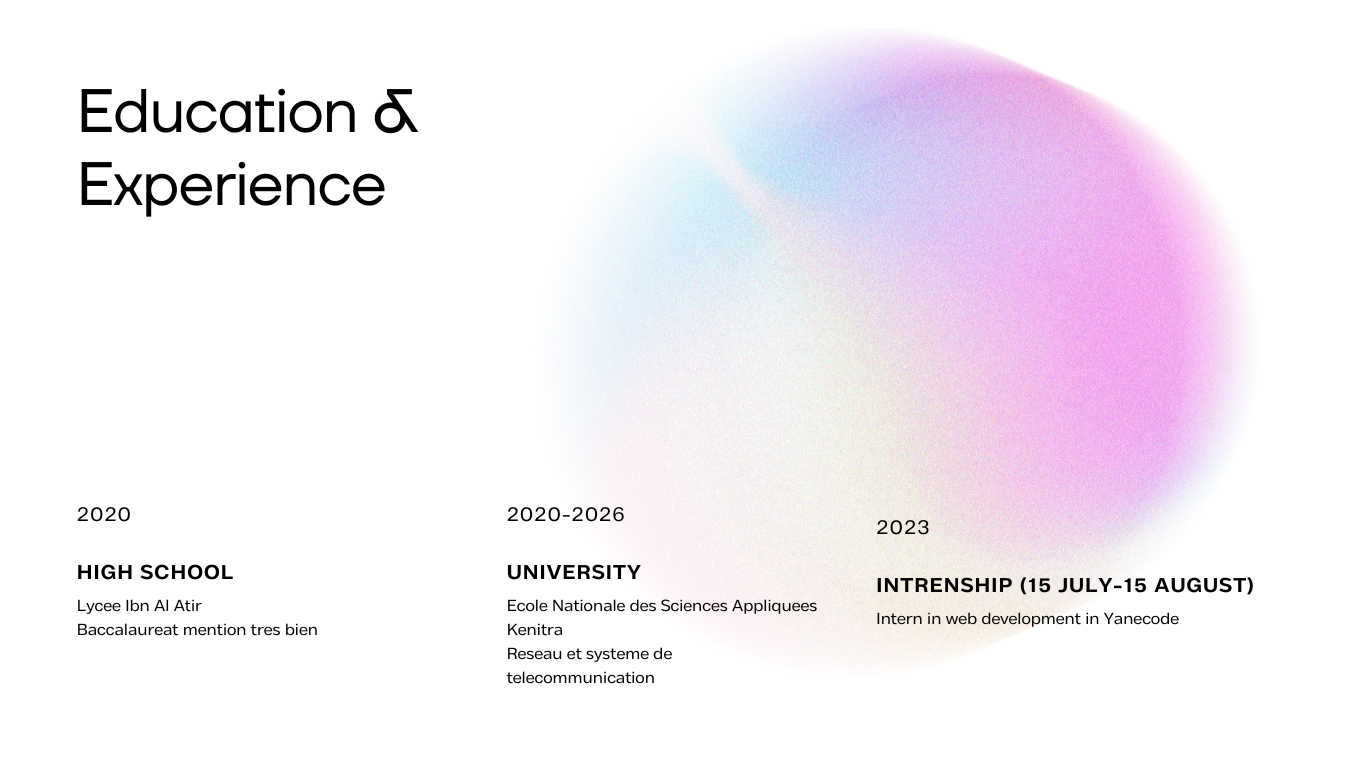 Education &
Experience
2020
HIGH SCHOOL
Lycee Ibn Al Atir
Baccalaureat mention tres bien
2020-2026
UNIVERSITY
Ecole Nationale des Sciences Appliquees
Kenitra
Reseau et systeme de
telecommunication
2023
INTRENSHIP (15 JULY-15 AUGUST)
Intern in web development in Yanecode